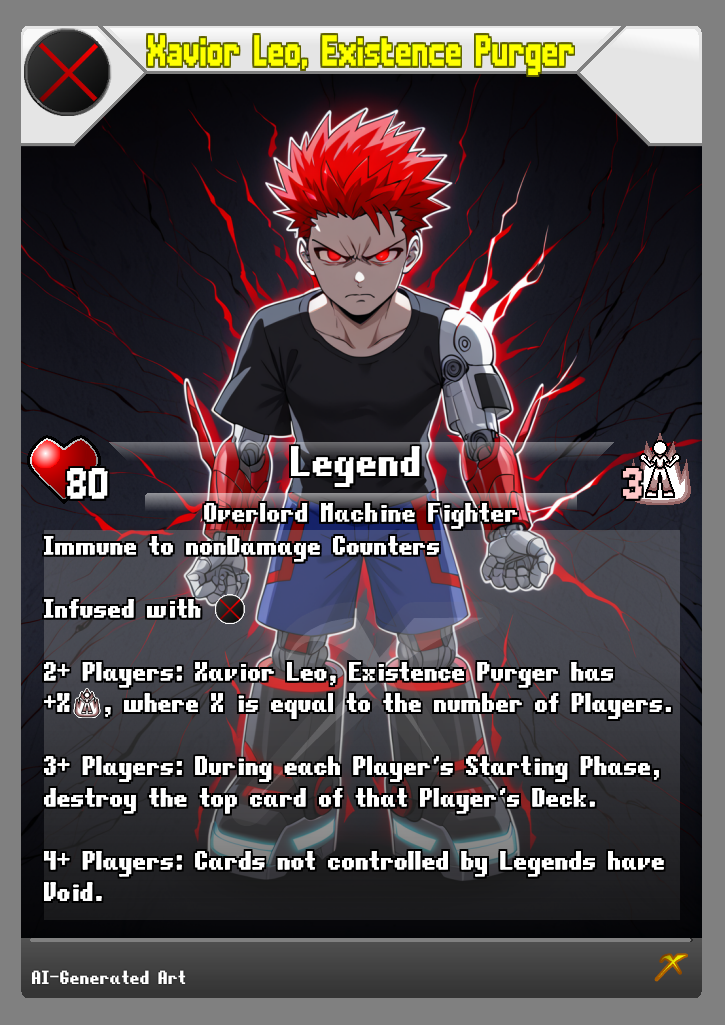 Xavior Leo, Existence Purger
80
Legend
3
Overlord Machine Fighter
Immune to nonDamage Counters
Infused with
2+ Players: Xavior Leo, Existence Purger has
+X, where X is equal to the number of Players.
3+ Players: During each Player's Starting Phase,
destroy the top card of that Player's Deck.
4+ Players: Cards not controlled by Legends have
Void.
AI-Generated Art